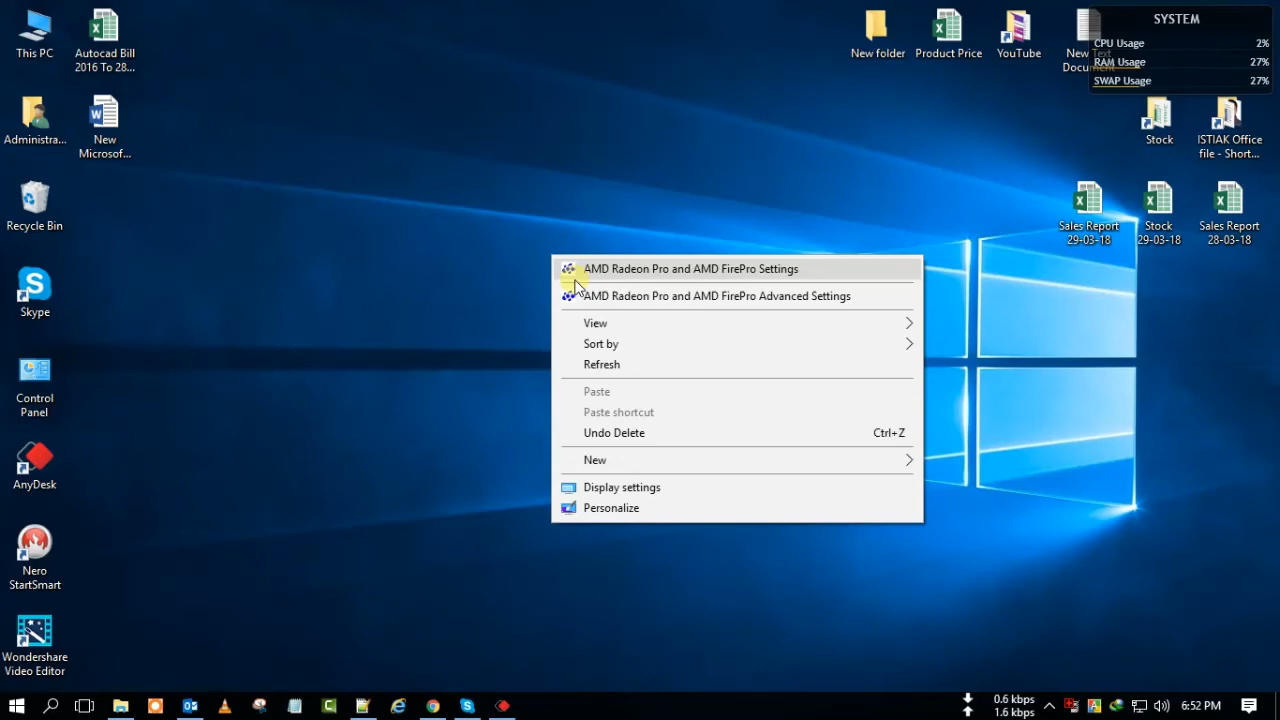 This PC
Autocad Bill
2016 To 28...
Administra...
New
Microsof...
Recycle Bin
Skype
Control
Panel
AnyDesk
Nero
StartSmart
Wondershare
Video Editor
New folder
Product Price
YouTube
New Text
Document
SYSTEM
CPU Usage 2%
RAM Usage 27%
SWAP Usage 27%
Stock
ISTIAK Office
file - Short...
Sales Report
29-03-18
Stock
29-03-18
Sales Report
28-03-18
AMD Radeon Pro and AMD FirePro Settings
AMD Radeon Pro and AMD FirePro Advanced Settings
View
Sort by
Refresh
Paste
Paste shortcut
Undo Delete Ctrl+Z
New
Display settings
Personalize
0.6 kbps
1.6 kbps
6:52 PM